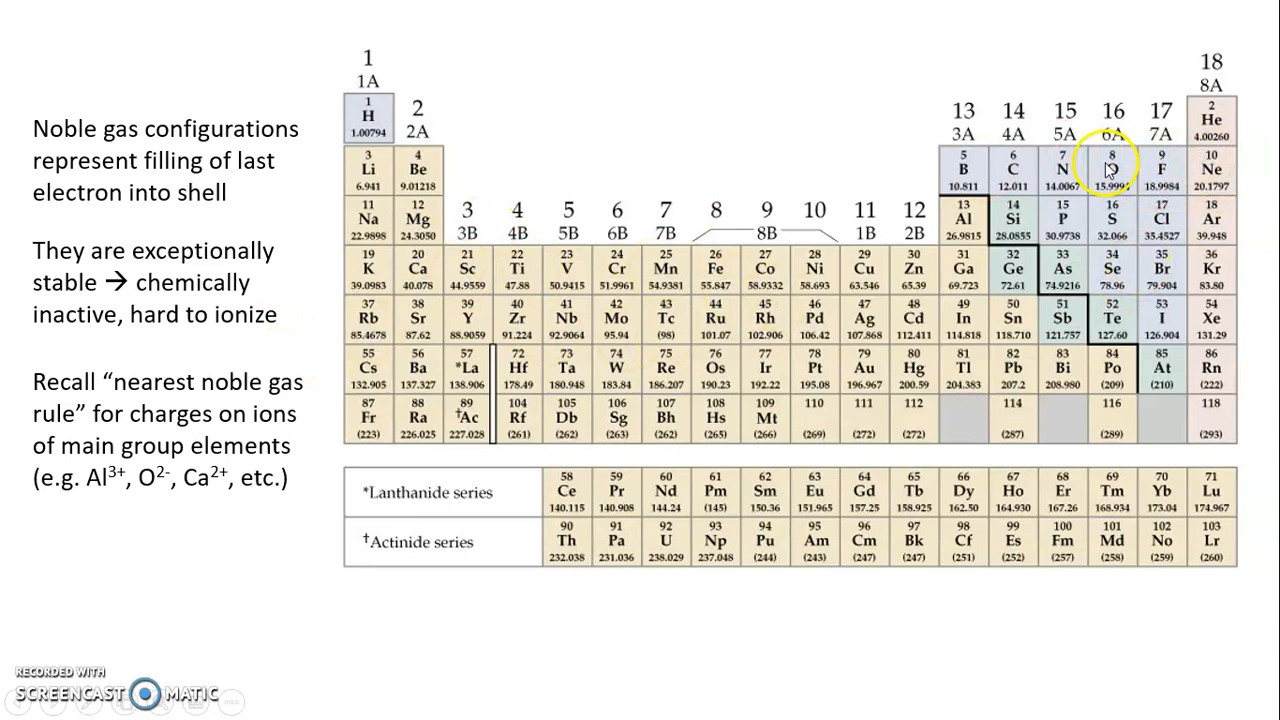 Noble gas configurations
represent filling of last
electron into shell
They are exceptionally
stable → chemically
inactive, hard to ionize
Recall “nearest noble gas
rule” for charges on ions
of main group elements
(e.g. Al³⁺, O²⁻, Ca²⁺, etc.)
1 18
1A 8A
1 2 13 14 15 16 17 2
H 2A 3A 4A 5A 6A 7A He
1.00794 4.00260
3 4 5 6 7 8 9 10
Li Be B C N O F Ne
6.941 9.01218 10.811 12.011 14.0067 18.9984 20.1797
11 12 3 4 5 6 7 8 9 10 11 12 13 14 15 16 17 18
Na Mg 3B 4B 5B 6B 7B 8B 1B 2B Al Si P S Cl Ar
22.9898 24.3050 26.9815 28.0855 30.9738 32.066 35.4527 39.948
19 20 21 22 23 24 25 26 27 28 29 30 31 32 33 34 35 36
K Ca Sc Ti V Cr Mn Fe Co Ni Cu Zn Ga Ge As Se Br Kr
39.0983 40.078 44.9559 47.88 50.9415 51.9961 54.9381 55.847 58.9332 58.693 63.546 65.39 69.723 72.61 74.9216 78.96 79.904 83.80
37 38 39 40 41 42 43 44 45 46 47 48 49 50 51 52 53 54
Rb Sr Y Zr Nb Mo Tc Ru Rh Pd Ag Cd In Sn Sb Te I Xe
85.4678 87.62 88.9059 91.224 92.9064 95.94 (98) 101.07 102.906 106.42 107.868 112.411 114.818 118.710 121.757 127.60 126.904 131.29
55 56 57 72 73 74 75 76 77 78 79 80 81 82 83 84 85 86
Cs Ba *La Hf Ta W Re Os Ir Pt Au Hg Tl Pb Bi Po At Rn
132.905 137.327 138.906 178.49 180.948 183.84 186.207 190.23 192.22 195.08 196.967 200.59 204.383 207.2 208.980 (209) (210) (222)
87 88 89 104 105 106 107 108 109 110 111 112 114 116 118
Fr Ra †Ac Rf Db Sg Bh Hs Mt
(223) 226.025 227.028 (261) (262) (263) (262) (265) (266) (269) (272) (272) (287) (289) (293)
58 59 60 61 62 63 64 65 66 67 68 69 70 71
*Lanthanide series Ce Pr Nd Pm Sm Eu Gd Tb Dy Ho Er Tm Yb Lu
140.115 140.908 144.24 (145) 150.36 151.965 157.25 158.925 162.50 164.930 167.26 168.934 173.04 174.967
90 91 92 93 94 95 96 97 98 99 100 101 102 103
†Actinide series Th Pa U Np Pu Am Cm Bk Cf Es Fm Md No Lr
232.038 231.036 238.029 237.048 (244) (243) (247) (247) (251) (252) (257) (258) (259) (260)
RECORDED WITH
SCREENCAST MATIC